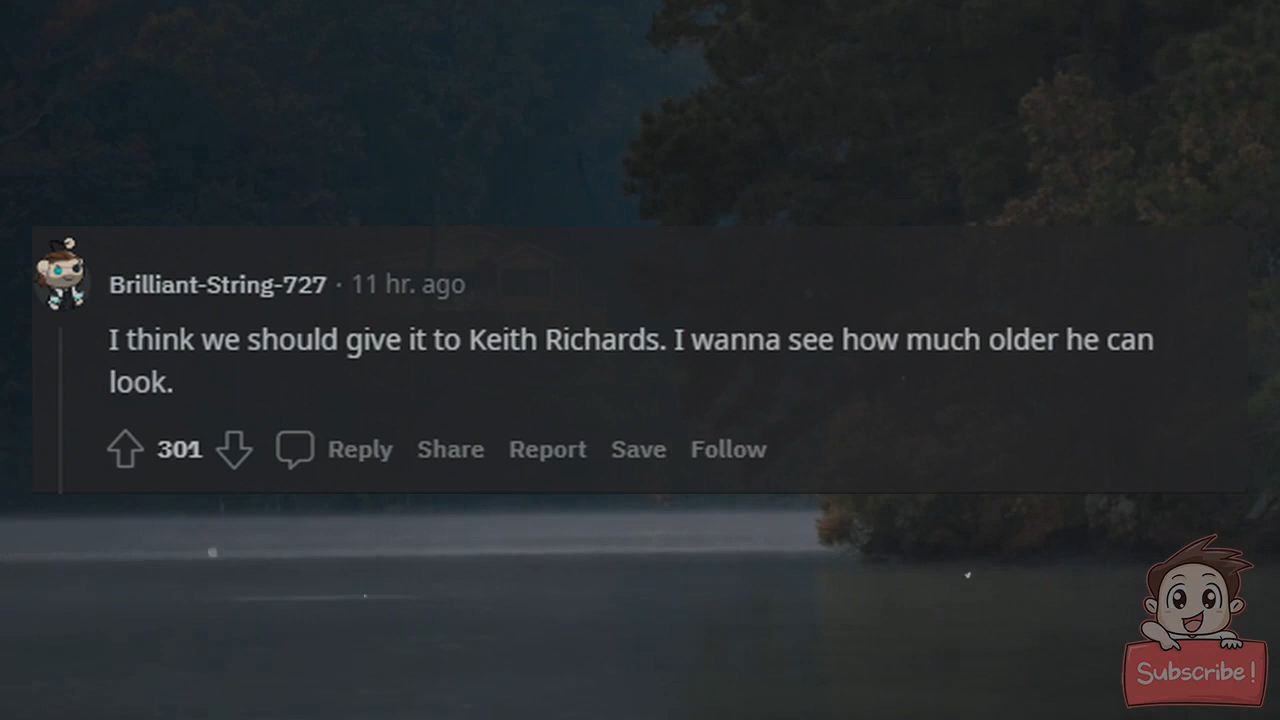 Brilliant-String-727 · 11 hr. ago
I think we should give it to Keith Richards. I wanna see how much older he can
look.
301 Reply Share Report Save Follow
Subscribe!